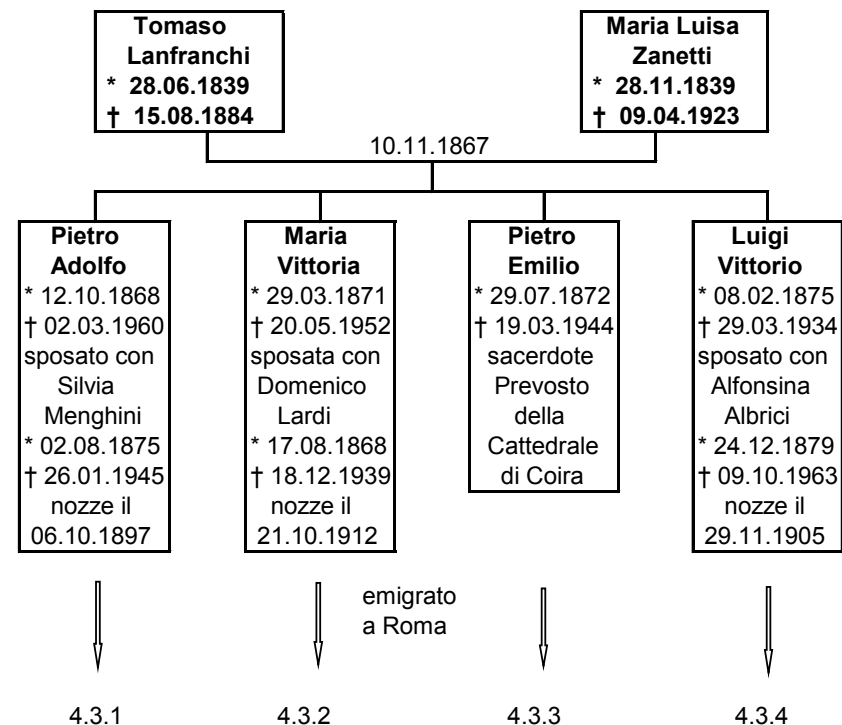 Tomaso
Lanfranchi
* 28.06.1839
† 15.08.1884
Maria Luisa
Zanetti
* 28.11.1839
† 09.04.1923
10.11.1867
Pietro
Adolfo
* 12.10.1868
† 02.03.1960
sposato con
Silvia
Menghini
* 02.08.1875
† 26.01.1945
nozze il
06.10.1897
Maria
Vittoria
* 29.03.1871
† 20.05.1952
sposata con
Domenico
Lardi
* 17.08.1868
† 18.12.1939
nozze il
21.10.1912
Pietro
Emilio
* 29.07.1872
† 19.03.1944
sacerdote
Prevosto
della
Cattedrale
di Coira
Luigi
Vittorio
* 08.02.1875
† 29.03.1934
sposato con
Alfonsina
Albrici
* 24.12.1879
† 09.10.1963
nozze il
29.11.1905
emigrato
a Roma
4.3.1
4.3.2
4.3.3
4.3.4